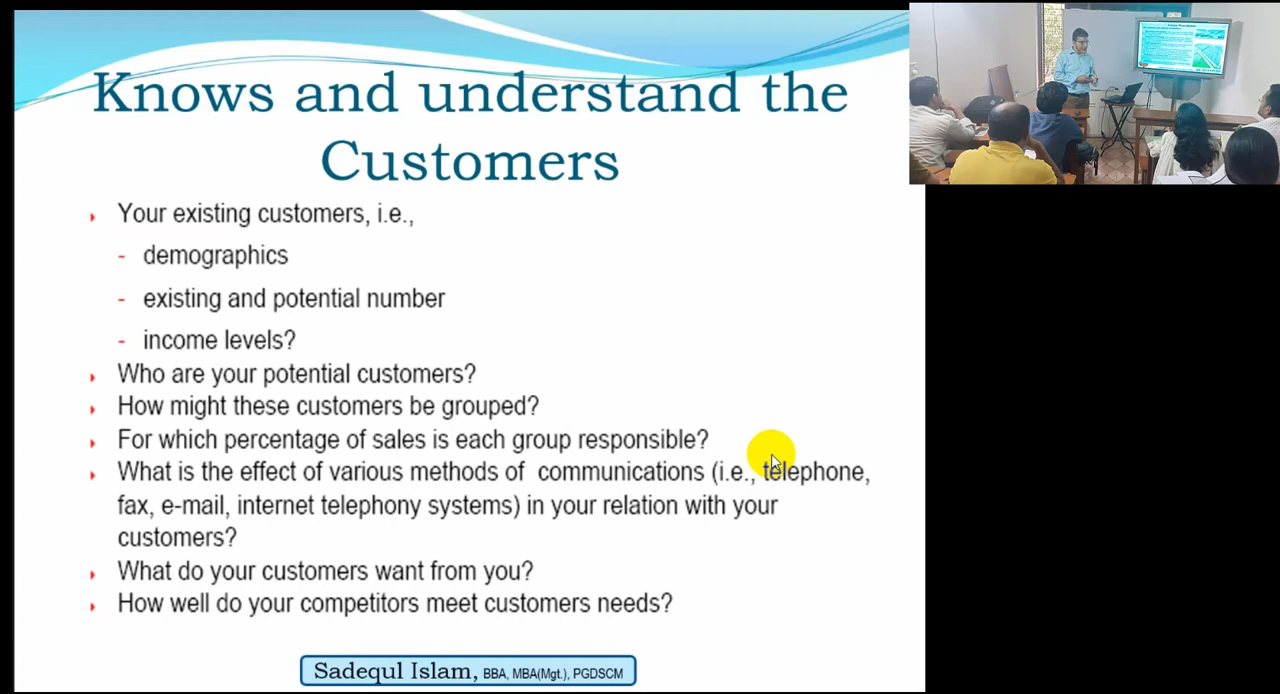 Knows and understand the
Customers
Your existing customers, i.e.,
- demographics
- existing and potential number
- income levels?
Who are your potential customers?
How might these customers be grouped?
For which percentage of sales is each group responsible?
What is the effect of various methods of communications (i.e., telephone,
fax, e-mail, internet telephony systems) in your relation with your
customers?
What do your customers want from you?
How well do your competitors meet customers needs?
Sadequl Islam, BBA, MBA(Mgt.), PGDSCM